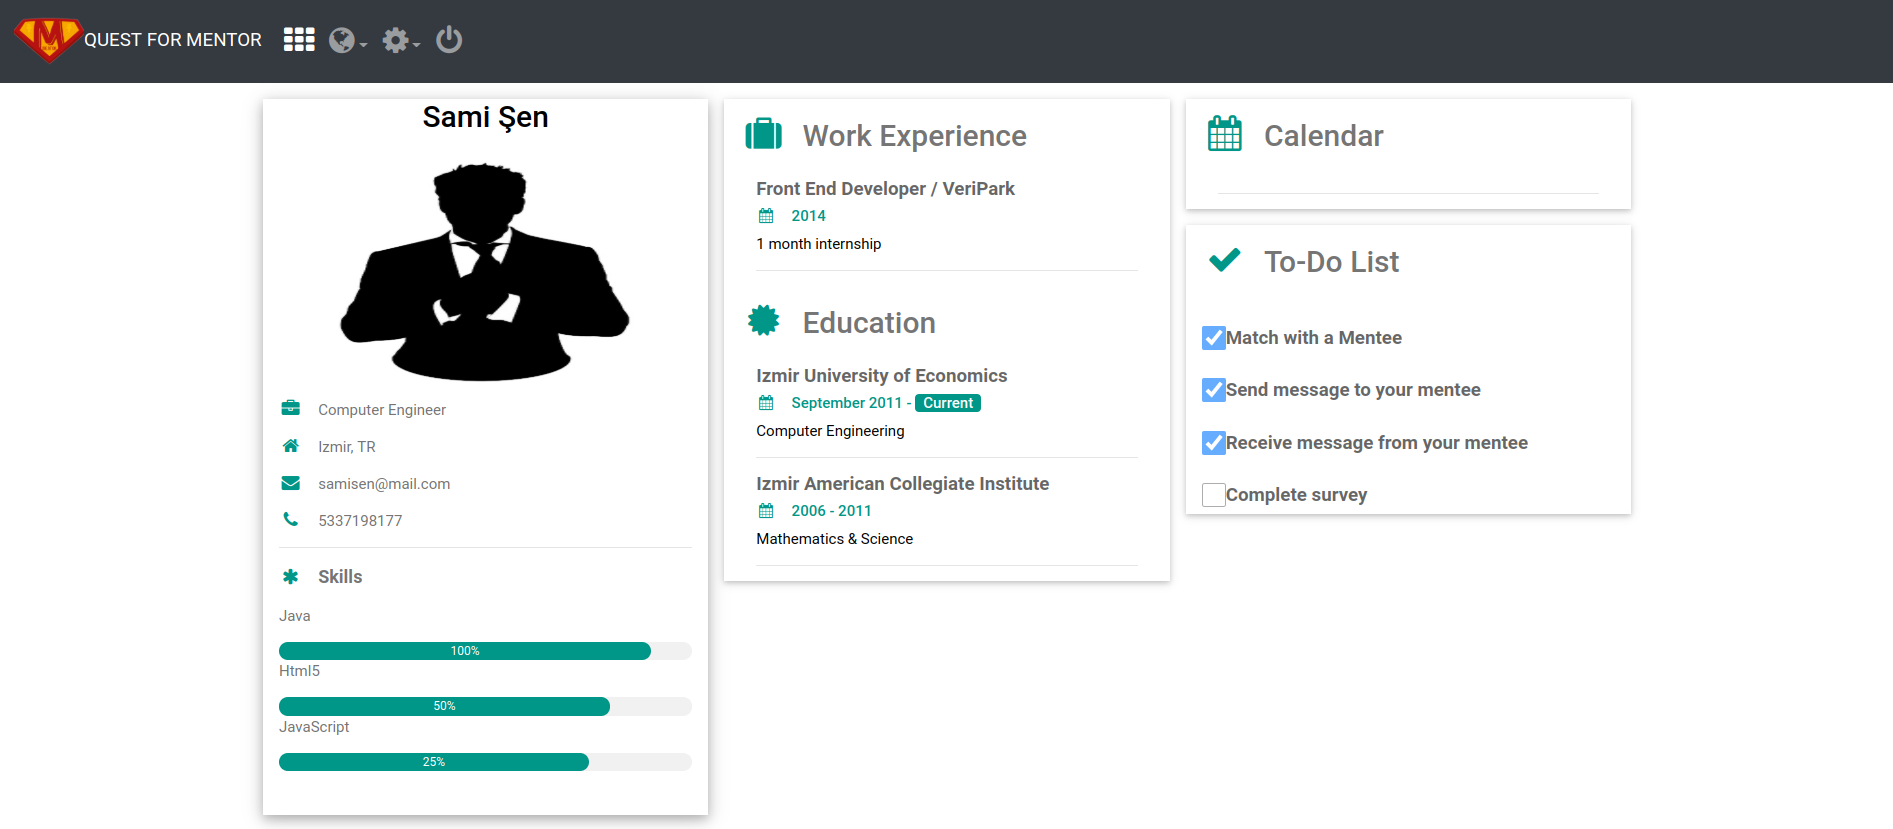 QUEST FOR MENTOR
Sami Şen
Computer Engineer
Izmir, TR
samisen@mail.com
5337198177
Skills
Java
100%
Html5
50%
JavaScript
25%
Work Experience
Front End Developer / VeriPark
2014
1 month internship
Education
Izmir University of Economics
September 2011 - Current
Computer Engineering
Izmir American Collegiate Institute
2006 - 2011
Mathematics & Science
Calendar
To-Do List
Match with a Mentee
Send message to your mentee
Receive message from your mentee
Complete survey